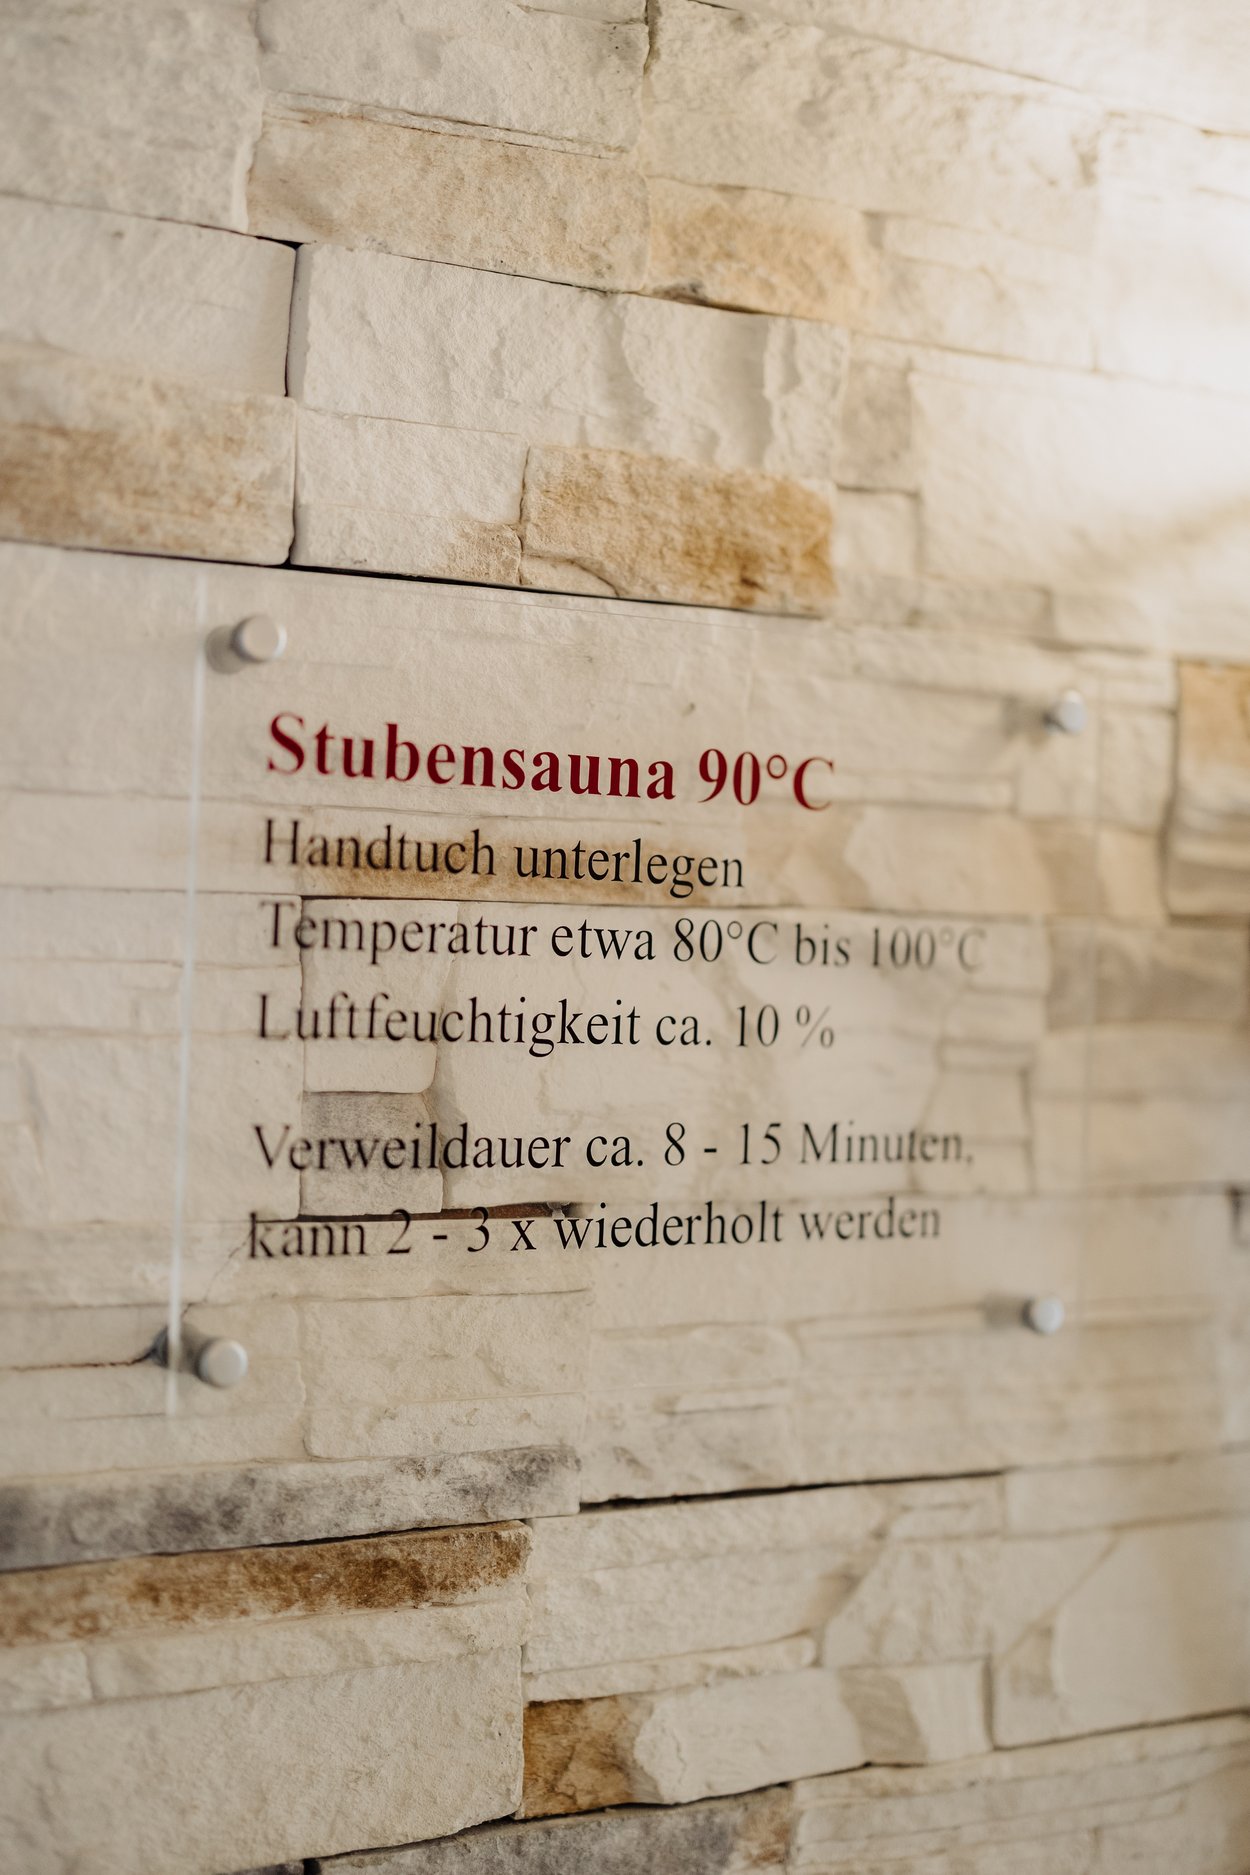 Stubensauna 90°C
Handtuch unterlegen
Temperatur etwa 80°C bis 100°C
Luftfeuchtigkeit ca. 10 %
Verweildauer ca. 8 - 15 Minuten,
kann 2 - 3 x wiederholt werden